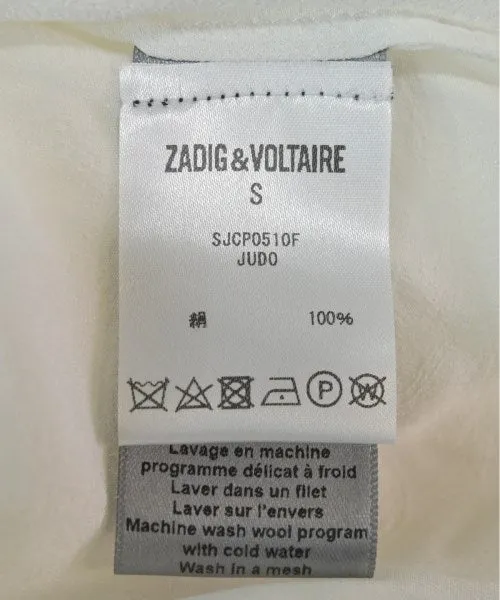 ZADIG&VOLTAIRE
S
SJCP0510F
JUDO
絹 100%
Lavage en machine
programme délicat à froid
Laver dans un filet
Laver sur l'envers
Machine wash wool program
with cold water
Wash in a mesh